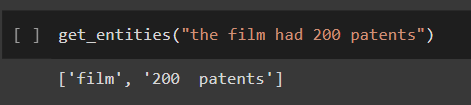 [ ] get_entities("the film had 200 patents")
['film', '200  patents']